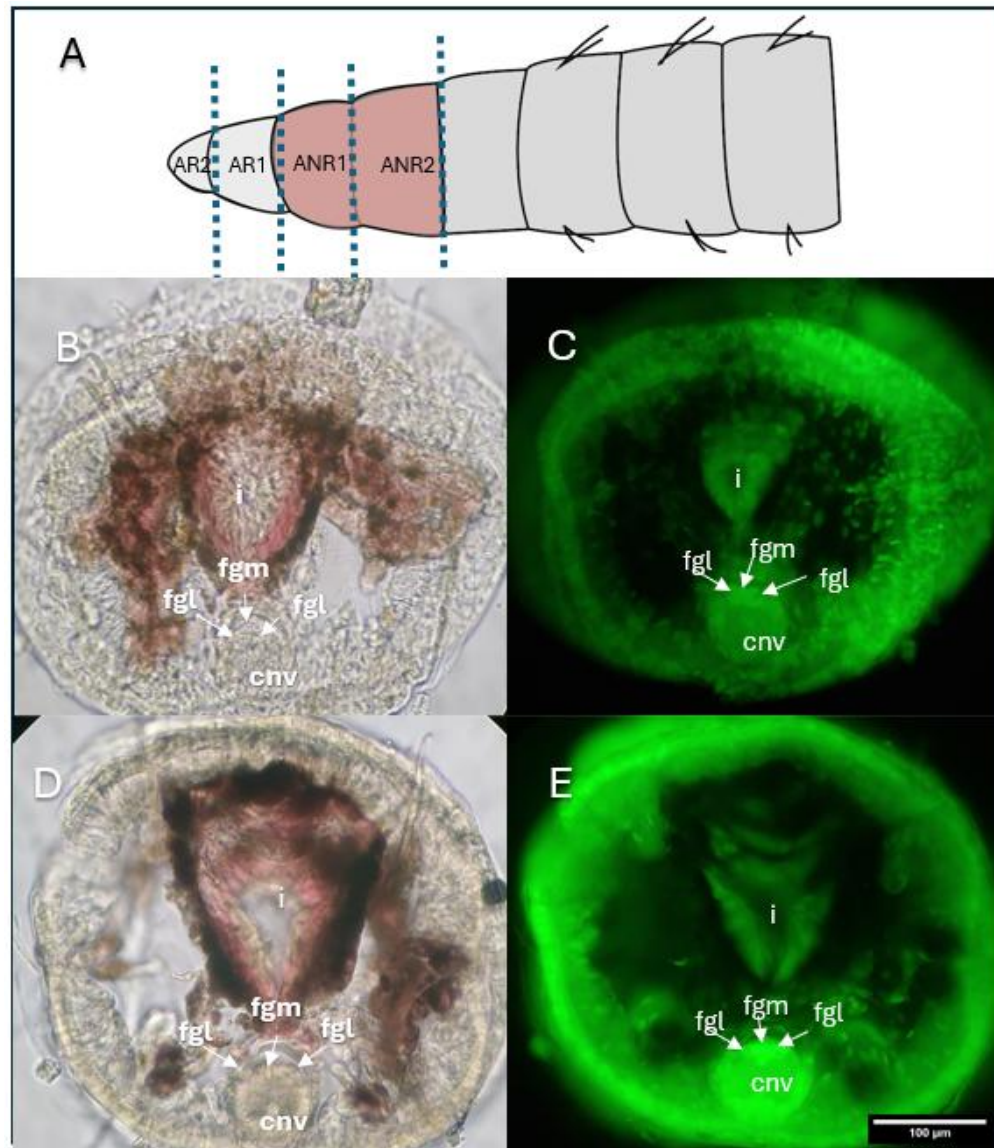 A
AR2 AR1 ANR1 ANR2
B
i
fgm
fgl fgl
cnv
C
i
fgm
fgl fgl
cnv
D
i
fgm
fgl fgl
cnv
E
i
fgm
fgl fgl
cnv
100 µm